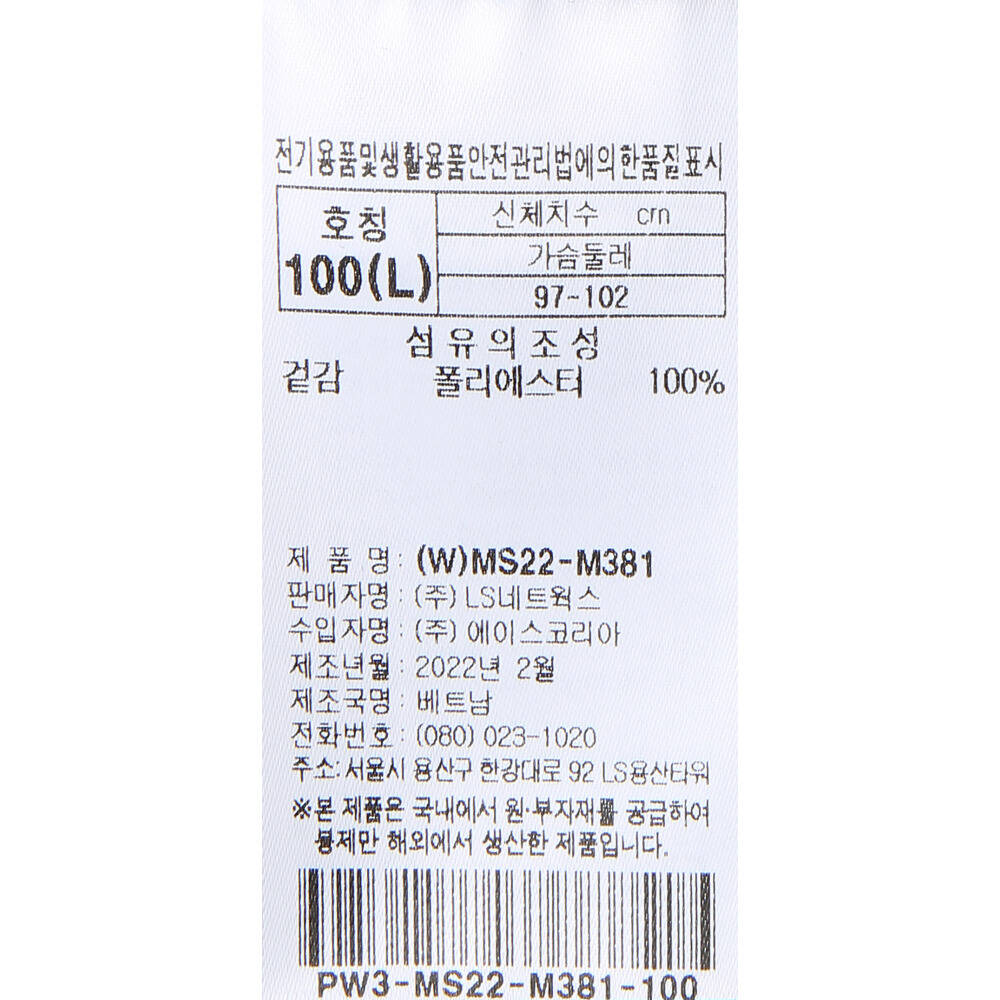 전기용품및생활용품안전관리법에의한품질표시
호칭
100(L)
신체치수 cm
가슴둘레
97-102
섬유의조성
겉감 폴리에스터 100%
제 품 명 : (W)MS22-M381
판매자명 : (주) LS네트웍스
수입자명 : (주) 에이스코리아
제조년월 : 2022년 2월
제조국명 : 베트남
전화번호 : (080) 023-1020
주소: 서울시 용산구 한강대로 92 LS용산타워
※본 제품은 국내에서 원·부자재를 공급하여
봉제만 해외에서 생산한 제품입니다.
PW3-MS22-M381-100